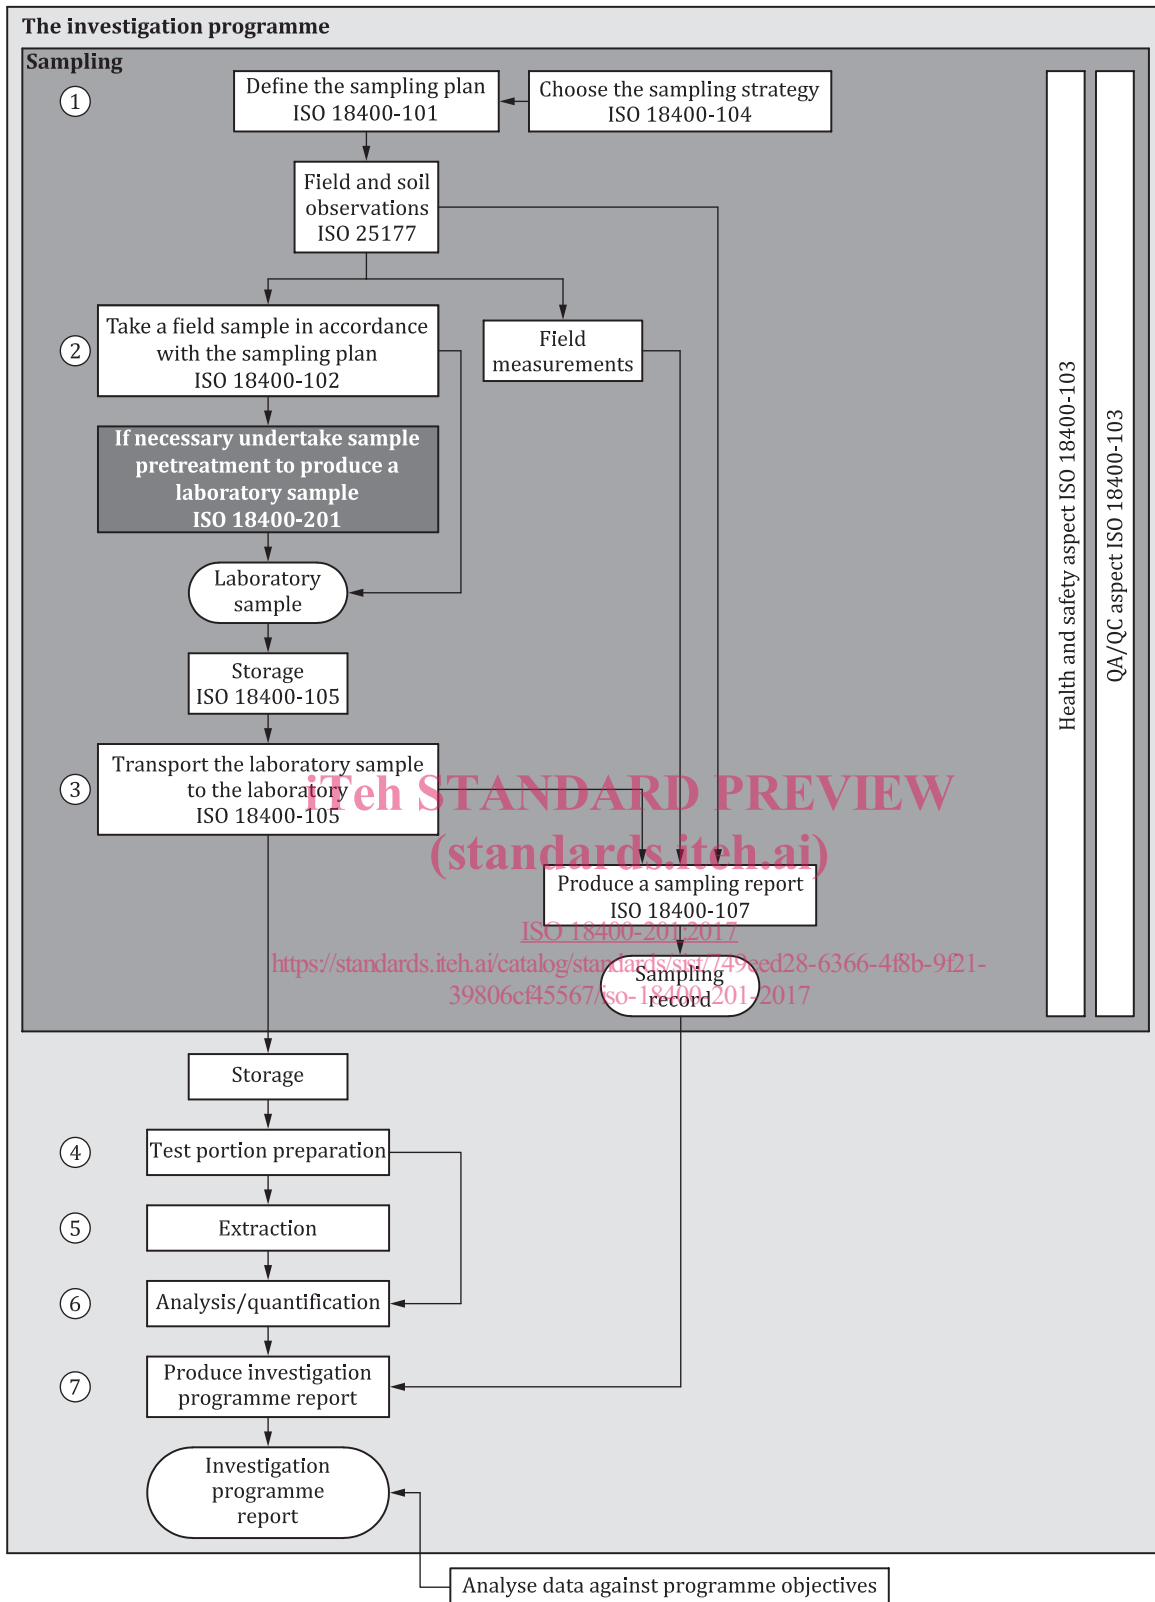 The investigation programme
Sampling
1
Define the sampling plan
ISO 18400-101
Choose the sampling strategy
ISO 18400-104
Field and soil
observations
ISO 25177
2
Take a field sample in accordance
with the sampling plan
ISO 18400-102
Field
measurements
If necessary undertake sample
pretreatment to produce a
laboratory sample
ISO 18400-201
Laboratory
sample
Storage
ISO 18400-105
3
Transport the laboratory sample
to the laboratory
ISO 18400-105
iTeh STANDARD PREVIEW
(standards.iteh.ai)
Produce a sampling report
ISO 18400-107
ISO 18400-201:2017
https://standards.iteh.ai/catalog/standards/sist/749eed28-6366-4f8b-9f21-
39806cf45567/iso-18400-201-2017
Sampling
record
Health and safety aspect ISO 18400-103
QA/QC aspect ISO 18400-103
Storage
4
Test portion preparation
5
Extraction
6
Analysis/quantification
7
Produce investigation
programme report
Investigation
programme
report
Analyse data against programme objectives